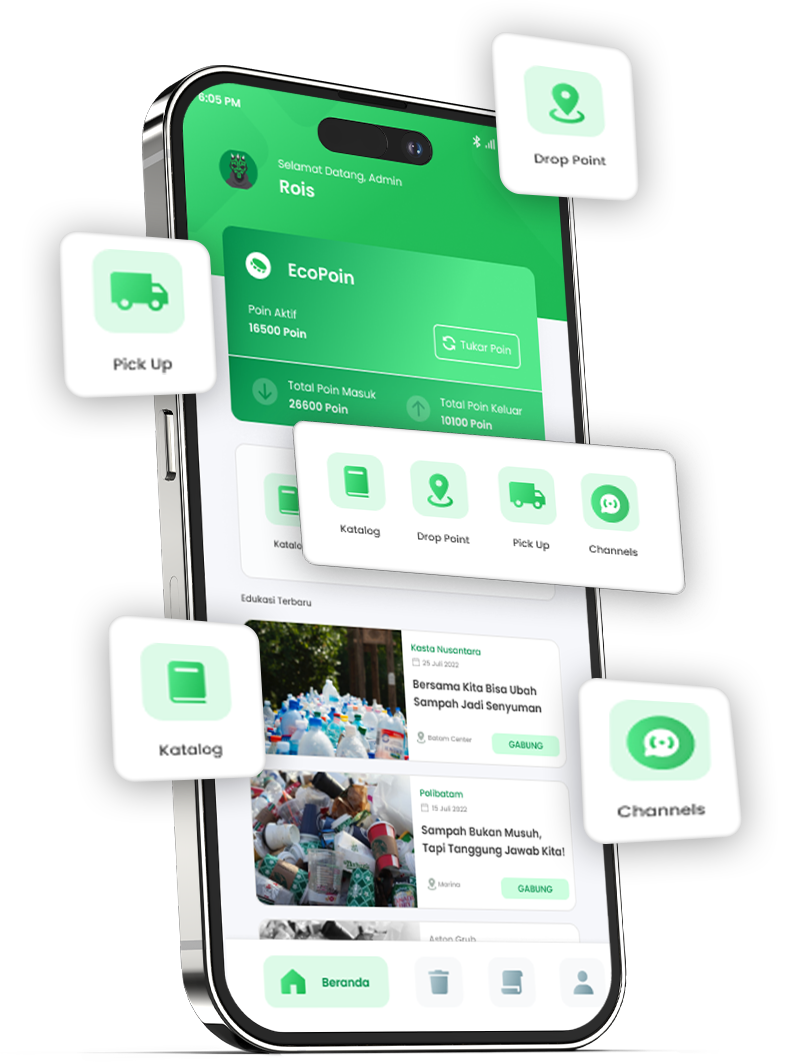 6:05 PM
Selamat Datang, Admin
Rois
Drop Point
EcoPoin
Poin Aktif
16500 Poin
Tukar Poin
Total Poin Masuk
26600 Poin
Total Poin Keluar
10100 Poin
Pick Up
Katalog
Drop Point
Pick Up
Channels
Edukasi Terbaru
Kasta Nusantara
25 Juli 2022
Bersama Kita Bisa Ubah
Sampah Jadi Senyuman
Batam Center
GABUNG
Katalog
Polibatam
15 Juli 2022
Sampah Bukan Musuh,
Tapi Tanggung Jawab Kita!
Marina
GABUNG
Channels
Beranda